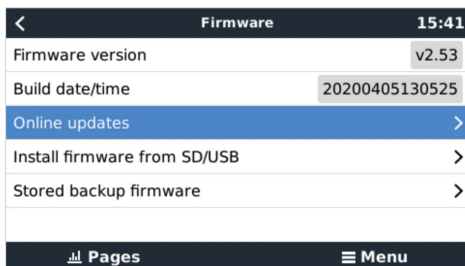 Firmware 15:41
Firmware version v2.53
Build date/time 20200405130525
Online updates
Install firmware from SD/USB
Stored backup firmware
Pages Menu